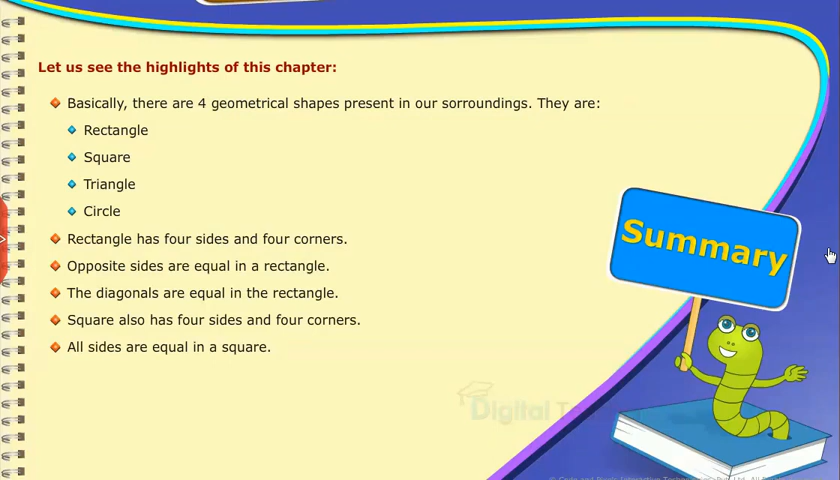 Let us see the highlights of this chapter:
Basically, there are 4 geometrical shapes present in our sorroundings. They are:
Rectangle
Square
Triangle
Circle
Rectangle has four sides and four corners.
Opposite sides are equal in a rectangle.
The diagonals are equal in the rectangle.
Square also has four sides and four corners.
All sides are equal in a square.
Summary
Digital